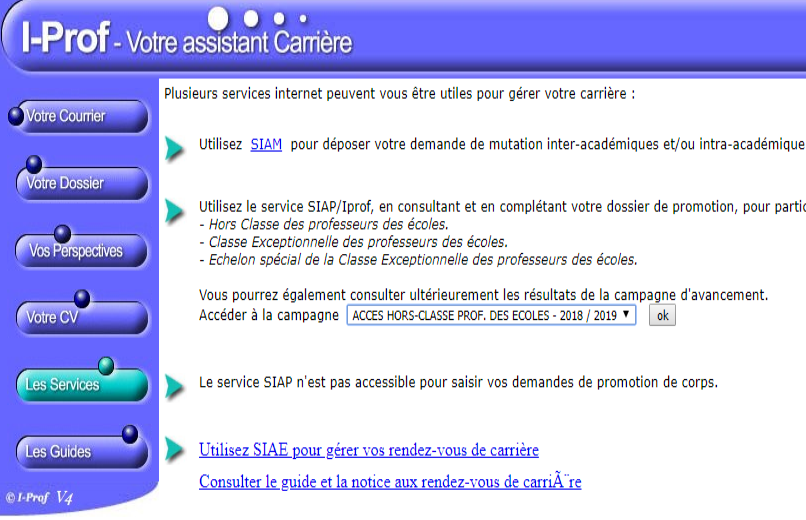 I-Prof - Votre assistant Carrière
Votre Courrier
Votre Dossier
Vos Perspectives
Votre CV
Les Services
Les Guides
© I-Prof V4
Plusieurs services internet peuvent vous être utiles pour gérer votre carrière :
Utilisez SIAM pour déposer votre demande de mutation inter-académiques et/ou intra-académique
Utilisez le service SIAP/Iprof, en consultant et en complétant votre dossier de promotion, pour partic
- Hors Classe des professeurs des écoles.
- Classe Exceptionnelle des professeurs des écoles.
- Echelon spécial de la Classe Exceptionnelle des professeurs des écoles.
Vous pourrez également consulter ultérieurement les résultats de la campagne d'avancement.
Accéder à la campagne ACCES HORS-CLASSE PROF. DES ECOLES - 2018 / 2019 ▼ ok
Le service SIAP n'est pas accessible pour saisir vos demandes de promotion de corps.
Utilisez SIAE pour gérer vos rendez-vous de carrière
Consulter le guide et la notice aux rendez-vous de carriÃ¨re